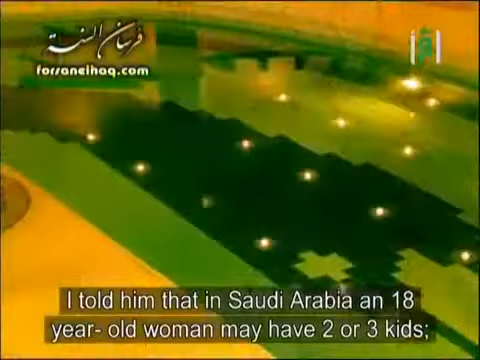 فرسان السنة
forsanelhaq.com
اقرأ
I told him that in Saudi Arabia an 18
year- old woman may have 2 or 3 kids;